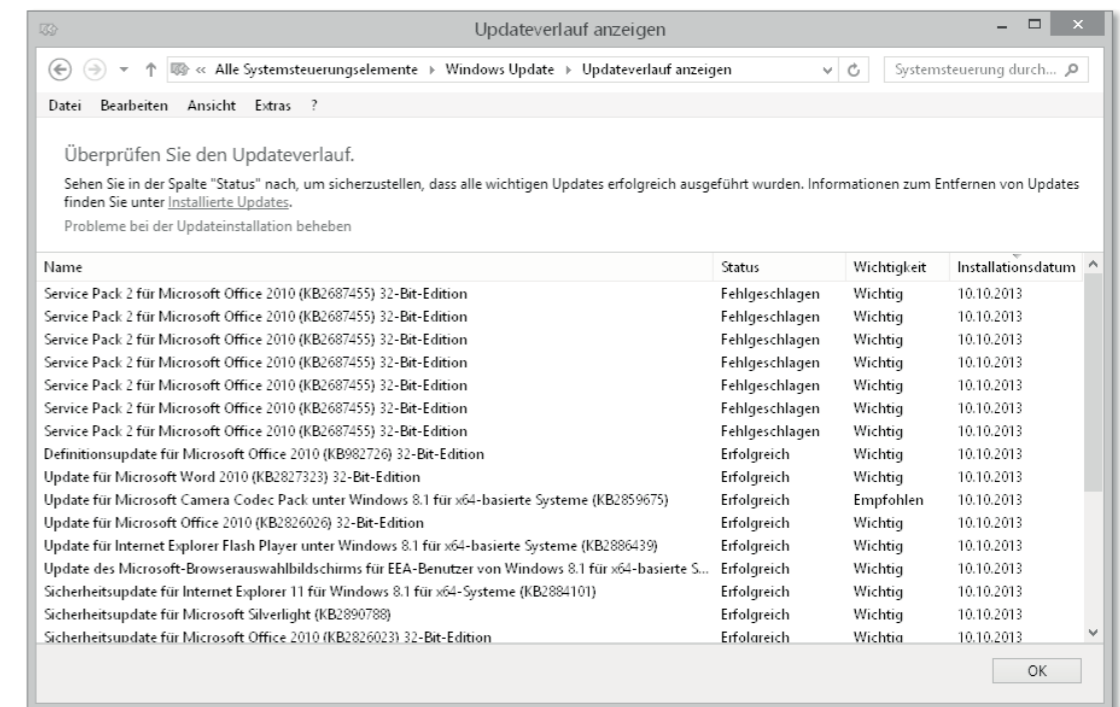 Updateverlauf anzeigen
« Alle Systemsteuerungselemente Windows Update Updateverlauf anzeigen Systemsteuerung durch...
Datei Bearbeiten Ansicht Extras ?
Überprüfen Sie den Updateverlauf.
Sehen Sie in der Spalte "Status" nach, um sicherzustellen, dass alle wichtigen Updates erfolgreich ausgeführt wurden. Informationen zum Entfernen von Updates
finden Sie unter Installierte Updates.
Probleme bei der Updateinstallation beheben
Name Status Wichtigkeit Installationsdatum
Service Pack 2 für Microsoft Office 2010 (KB2687455) 32-Bit-Edition Fehlgeschlagen Wichtig 10.10.2013
Service Pack 2 für Microsoft Office 2010 (KB2687455) 32-Bit-Edition Fehlgeschlagen Wichtig 10.10.2013
Service Pack 2 für Microsoft Office 2010 (KB2687455) 32-Bit-Edition Fehlgeschlagen Wichtig 10.10.2013
Service Pack 2 für Microsoft Office 2010 (KB2687455) 32-Bit-Edition Fehlgeschlagen Wichtig 10.10.2013
Service Pack 2 für Microsoft Office 2010 (KB2687455) 32-Bit-Edition Fehlgeschlagen Wichtig 10.10.2013
Service Pack 2 für Microsoft Office 2010 (KB2687455) 32-Bit-Edition Fehlgeschlagen Wichtig 10.10.2013
Service Pack 2 für Microsoft Office 2010 (KB2687455) 32-Bit-Edition Fehlgeschlagen Wichtig 10.10.2013
Definitionsupdate für Microsoft Office 2010 (KB982726) 32-Bit-Edition Erfolgreich Wichtig 10.10.2013
Update für Microsoft Word 2010 (KB2827323) 32-Bit-Edition Erfolgreich Wichtig 10.10.2013
Update für Microsoft Camera Codec Pack unter Windows 8.1 für x64-basierte Systeme (KB2859675) Erfolgreich Empfohlen 10.10.2013
Update für Microsoft Office 2010 (KB2826026) 32-Bit-Edition Erfolgreich Wichtig 10.10.2013
Update für Internet Explorer Flash Player unter Windows 8.1 für x64-basierte Systeme (KB2886439) Erfolgreich Wichtig 10.10.2013
Update des Microsoft-Browserauswahlbildschirms für EEA-Benutzer von Windows 8.1 für x64-basierte S... Erfolgreich Wichtig 10.10.2013
Sicherheitsupdate für Internet Explorer 11 für Windows 8.1 für x64-Systeme (KB2884101) Erfolgreich Wichtig 10.10.2013
Sicherheitsupdate für Microsoft Silverlight (KB2890788) Erfolgreich Wichtig 10.10.2013
Sicherheitsupdate für Microsoft Office 2010 (KB2826023) 32-Bit-Edition Erfolgreich Wichtig 10.10.2013
OK